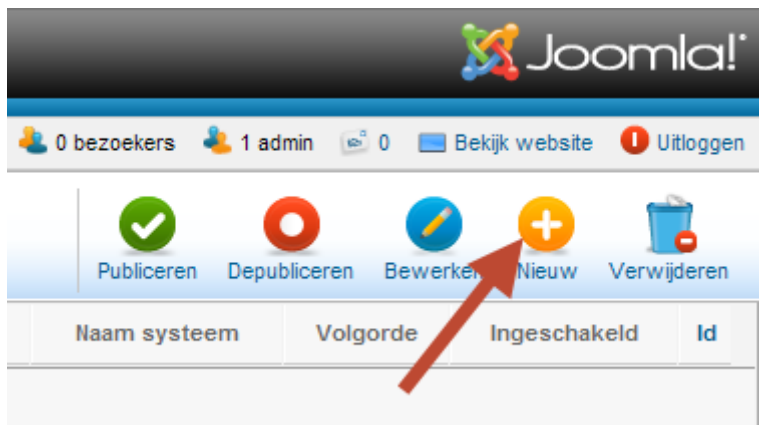 Joomla!
0 bezoekers 1 admin 0 Bekijk website Uitloggen
Publiceren Depubliceren Bewerken Nieuw Verwijderen
Naam systeem Volgorde Ingeschakeld Id